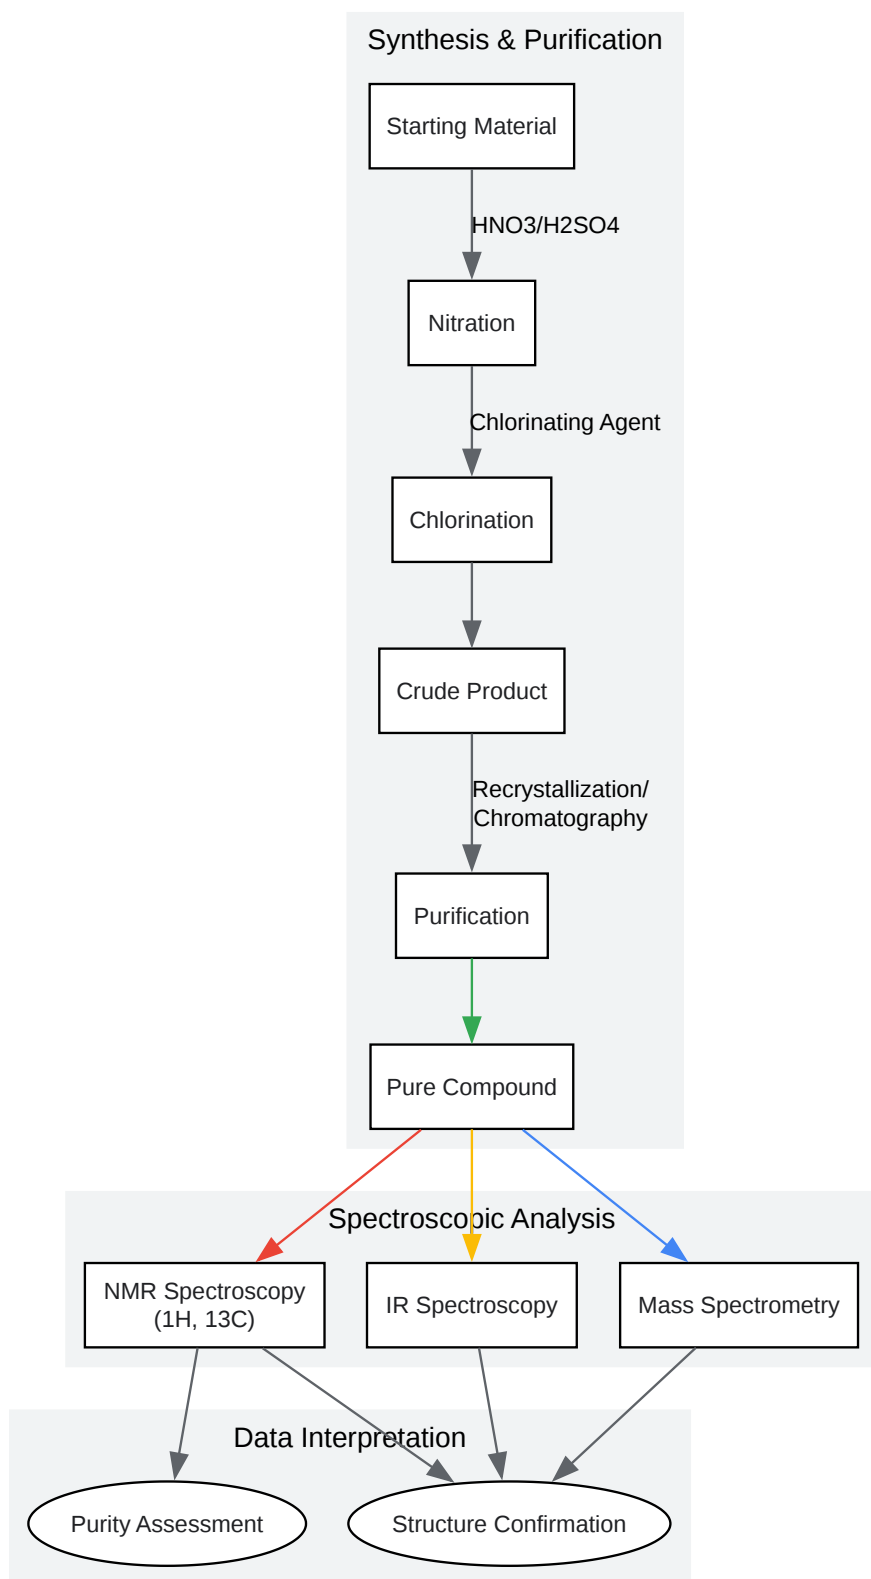 Synthesis & Purification
Starting Material
HNO3/H2SO4
Nitration
Chlorinating Agent
Chlorination
Crude Product
Recrystallization/
Chromatography
Purification
Pure Compound
Spectroscopic Analysis
NMR Spectroscopy
(1H, 13C)
IR Spectroscopy
Mass Spectrometry
Data Interpretation
Purity Assessment
Structure Confirmation